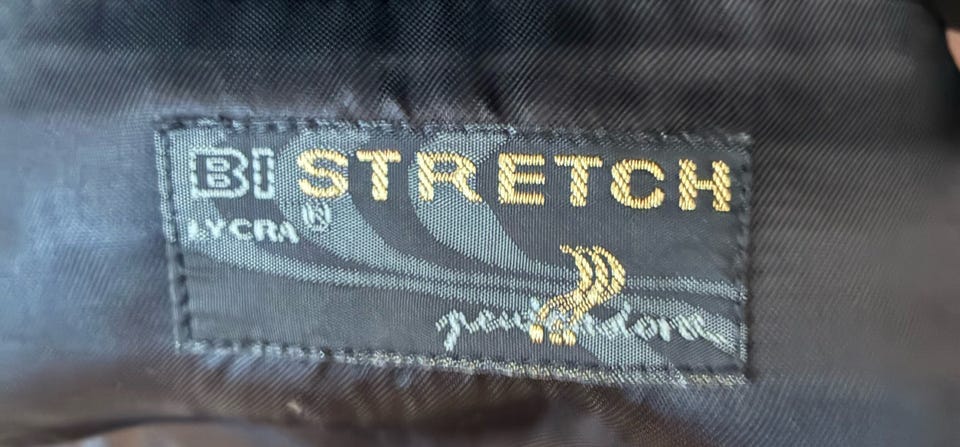 BI STRETCH
LYCRA®